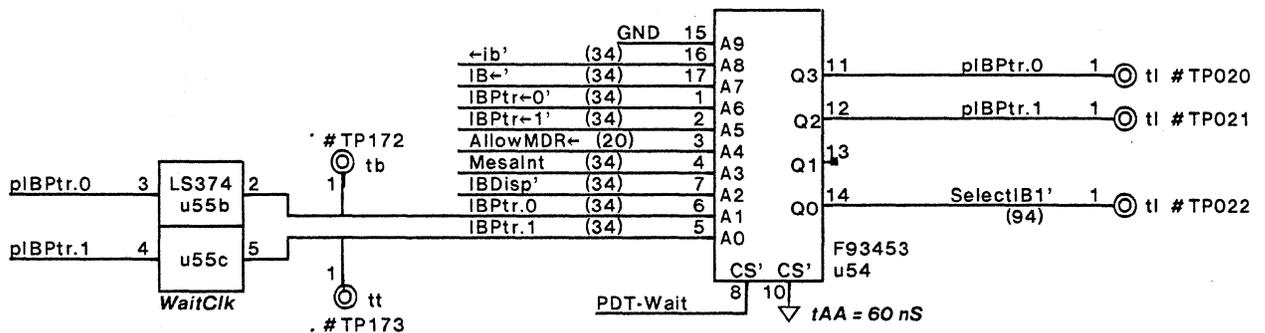 GND 15 A9
←ib' (34) 16 A8
IB←' (34) 17 A7
IBPtr←0' (34) 1 A6
IBPtr←1' (34) 2 A5
AllowMDR← (20) 3 A4
MesaInt (34) 4 A3
IBDisp' (34) 7 A2
IBPtr.0 (34) 6 A1
IBPtr.1 (34) 5 A0
Q3 11 pIBPtr.0 1 tl #TP020
Q2 12 pIBPtr.1 1 tl #TP021
Q1 13
Q0 14 SelectIB1' 1 tl #TP022
(94)
#TP172
tb
1
pIBPtr.0 3 LS374 2
u55b
pIBPtr.1 4 u55c 5
WaitClk
1
tt
#TP173
F93453
u54
CS' CS'
PDT-Wait 8 10
tAA = 60 nS